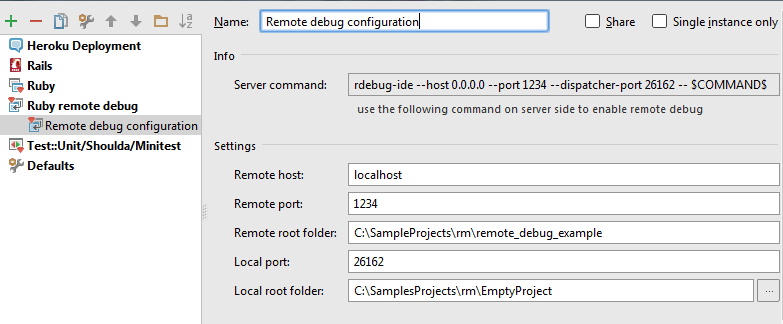 Heroku Deployment
Rails
Ruby
Ruby remote debug
Remote debug configuration
Test::Unit/Shoulda/Minitest
Defaults
Name: Remote debug configuration Share Single instance only
Info
Server command: rdebug-ide --host 0.0.0.0 --port 1234 --dispatcher-port 26162 -- $COMMAND$
use the following command on server side to enable remote debug
Settings
Remote host: localhost
Remote port: 1234
Remote root folder: C:\SampleProjects\rm\remote_debug_example
Local port: 26162
Local root folder: C:\SamplesProjects\rm\EmptyProject ...